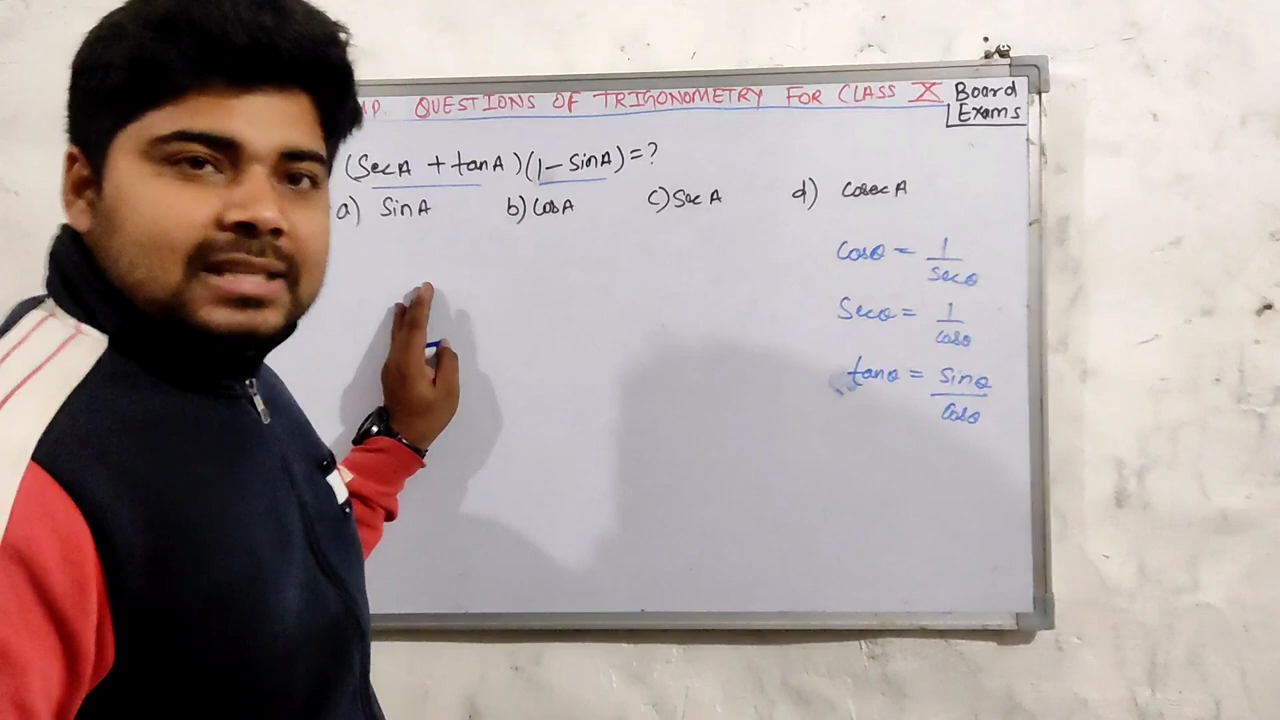 MP. QUESTIONS OF TRIGONOMETRY FOR CLASS X Board Exams
(SecA + tanA)(1 - SinA) = ?
a) SinA b) CosA c) SecA d) CosecA
Cosθ = 1/Secθ
Secθ = 1/Cosθ
tanθ = Sinθ/Cosθ